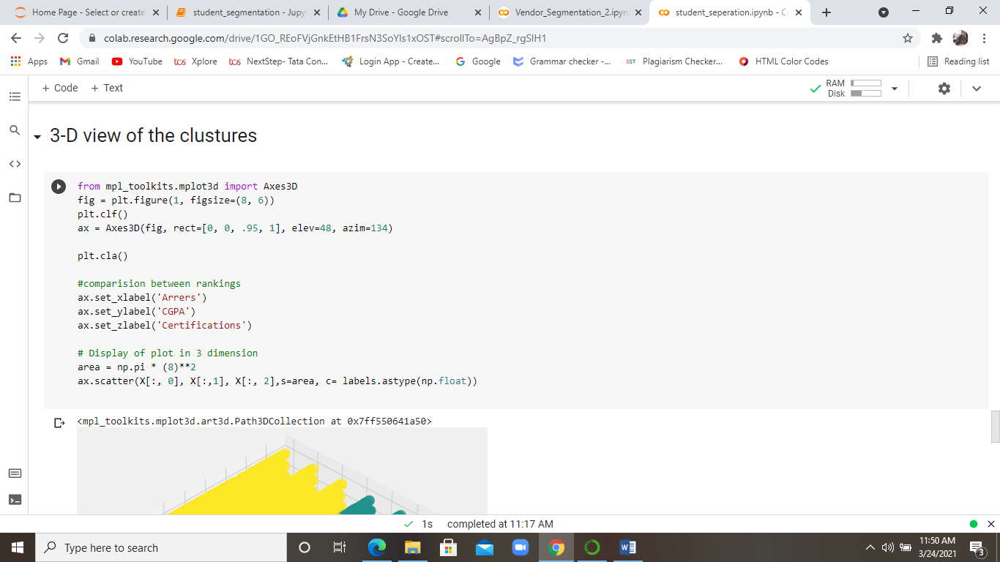 Home Page - Select or create
student_segmentation - Jupy
My Drive - Google Drive
Vendor_Segmentation_2.ipyn
student_seperation.ipynb - C
colab.research.google.com/drive/1GO_REoFVjGnkEtHB1FrsN3SoYls1xOST#scrollTo=AgBpZ_rgSIH1
Apps
Gmail
YouTube
tcs Xplore
tcs NextStep- Tata Con...
Login App - Create...
G Google
Grammar checker -...
SST Plagiarism Checker...
HTML Color Codes
Reading list
+ Code + Text
RAM
Disk
3-D view of the clustures
from mpl_toolkits.mplot3d import Axes3D
fig = plt.figure(1, figsize=(8, 6))
plt.clf()
ax = Axes3D(fig, rect=[0, 0, .95, 1], elev=48, azim=134)
plt.cla()
#comparision between rankings
ax.set_xlabel('Arrers')
ax.set_ylabel('CGPA')
ax.set_zlabel('Certifications')
# Display of plot in 3 dimension
area = np.pi * (8)**2
ax.scatter(X[:, 0], X[:,1], X[:, 2],s=area, c= labels.astype(np.float))
<mpl_toolkits.mplot3d.art3d.Path3DCollection at 0x7ff550641a50>
1s completed at 11:17 AM
Type here to search
11:50 AM
3/24/2021
3